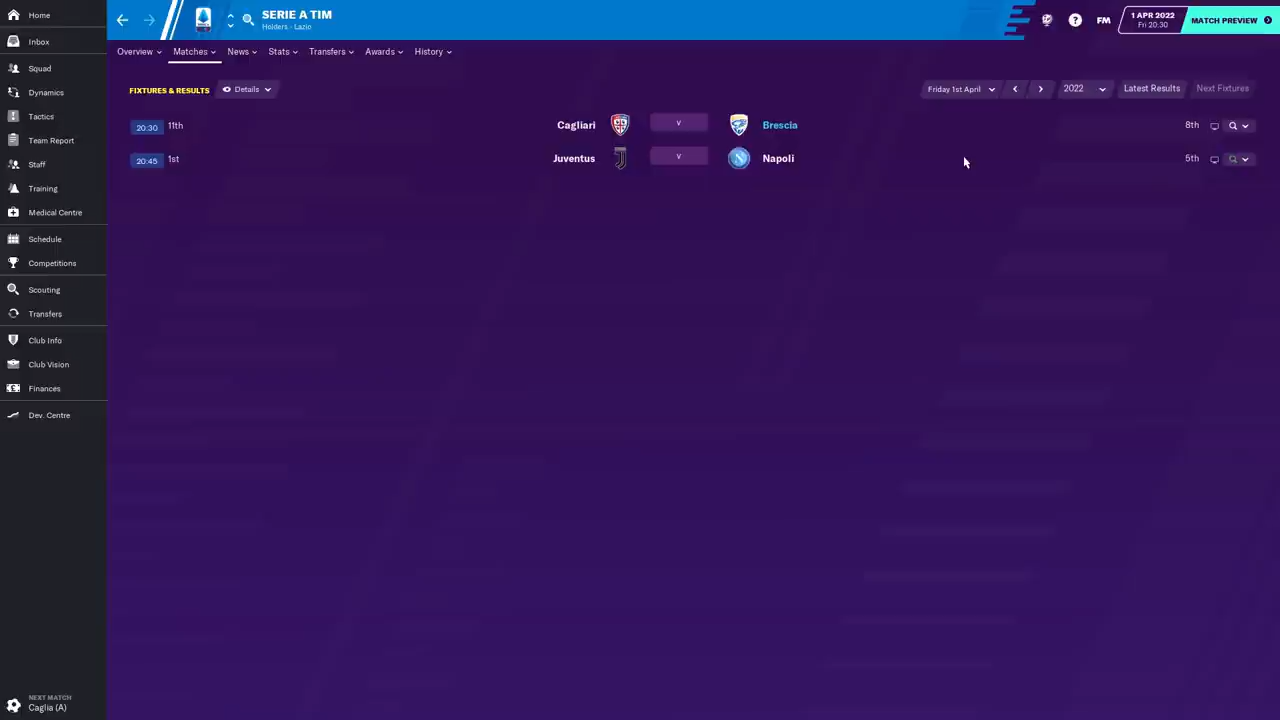 Home
Inbox
Squad
Dynamics
Tactics
Team Report
Staff
Training
Medical Centre
Schedule
Competitions
Scouting
Transfers
Club Info
Club Vision
Finances
Dev. Centre
NEXT MATCH
Caglia (A)
SERIE A TIM
Holders - Lazio
? FM
1 APR 2022
Fri 20:30
MATCH PREVIEW
Overview Matches News Stats Transfers Awards History
FIXTURES & RESULTS Details
Friday 1st April 2022 Latest Results Next Fixtures
20:30 11th Cagliari v Brescia 8th
20:45 1st Juventus v Napoli 5th